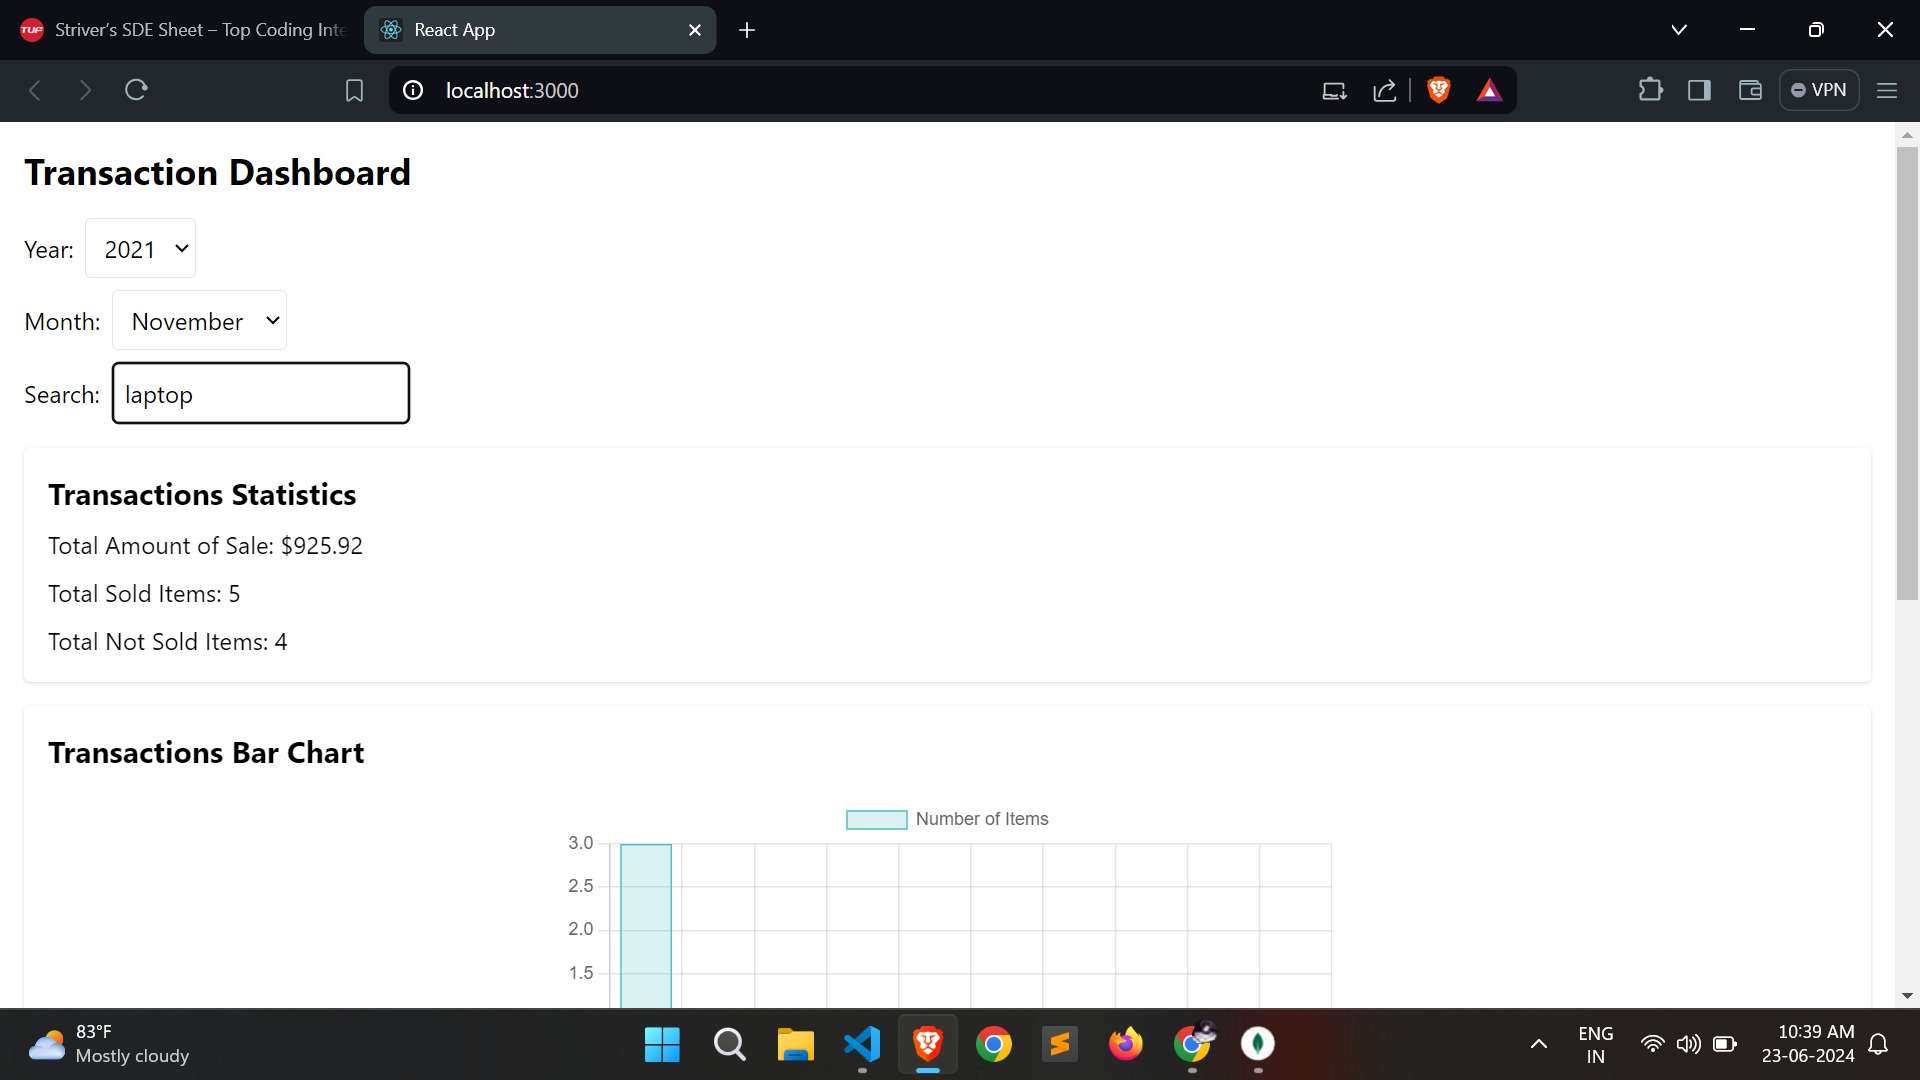 TUF Striver's SDE Sheet – Top Coding Inte
React App
localhost:3000
VPN
Transaction Dashboard
Year: 2021
Month: November
Search: laptop
Transactions Statistics
Total Amount of Sale: $925.92
Total Sold Items: 5
Total Not Sold Items: 4
Transactions Bar Chart
Number of Items
3.0
2.5
2.0
1.5
83°F
Mostly cloudy
ENG
IN
10:39 AM
23-06-2024